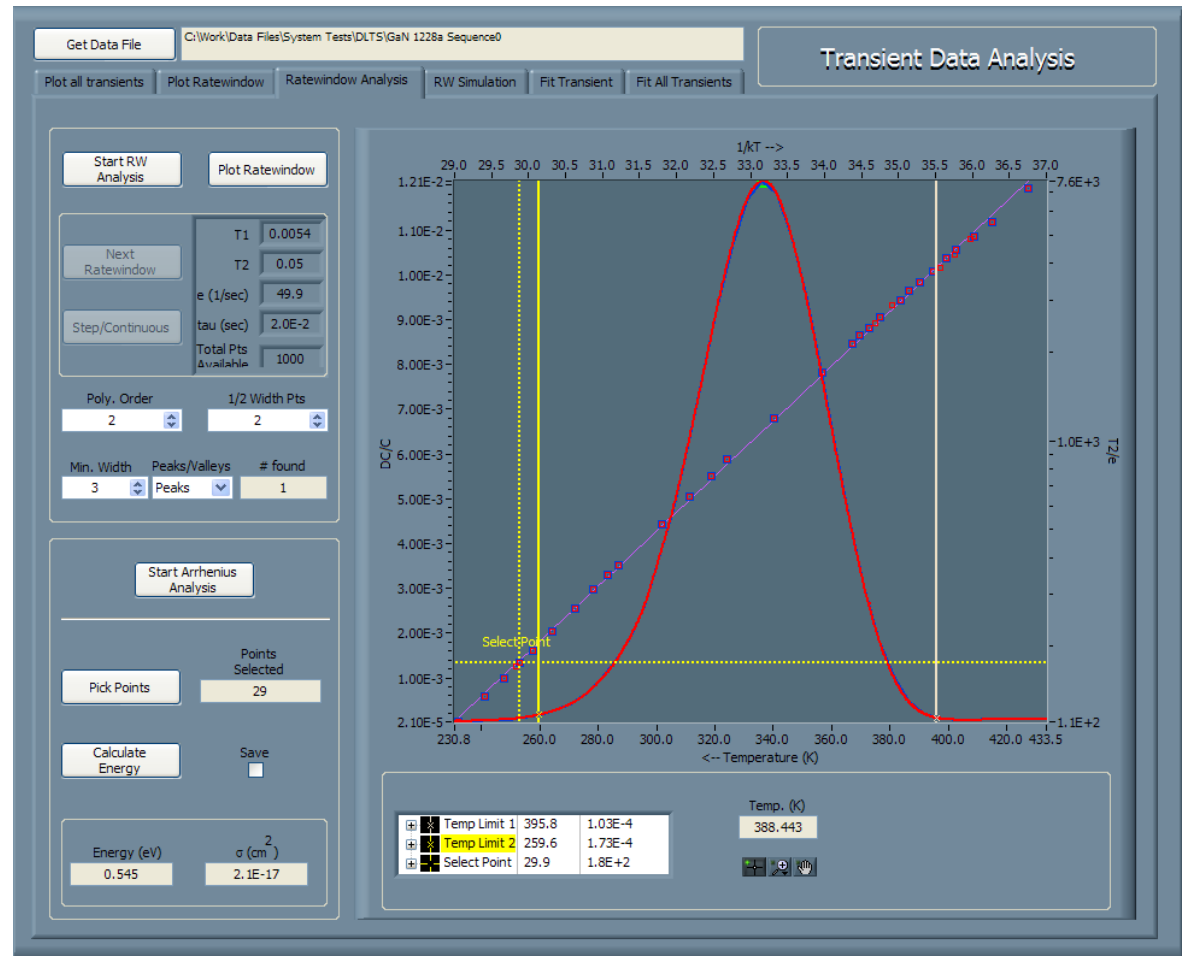 Get Data File
C:\Work\Data Files\System Tests\DLTS\GaN 1228a Sequence0
Transient Data Analysis
Plot all transients
Plot Ratewindow
Ratewindow Analysis
RW Simulation
Fit Transient
Fit All Transients
Start RW
Analysis
Plot Ratewindow
Next
Ratewindow
Step/Continuous
T1 0.0054
T2 0.05
e (1/sec) 49.9
tau (sec) 2.0E-2
Total Pts
Available
1000
Poly. Order
2
1/2 Width Pts
2
Min. Width
3
Peaks/Valleys
Peaks
# found
1
Start Arrhenius
Analysis
Pick Points
Points
Selected
29
Calculate
Energy
Save
Energy (eV)
0.545
σ (cm²)
2.1E-17
1/kT -->
29.0 29.5 30.0 30.5 31.0 31.5 32.0 32.5 33.0 33.5 34.0 34.5 35.0 35.5 36.0 36.5 37.0
1.21E-2
1.10E-2
1.00E-2
9.00E-3
8.00E-3
7.00E-3
6.00E-3
5.00E-3
4.00E-3
3.00E-3
2.00E-3
1.00E-3
2.10E-5
DC/C
Select Point
7.6E+3
1.0E+3
1.1E+2
T2/e
230.8 260.0 280.0 300.0 320.0 340.0 360.0 380.0 400.0 420.0 433.5
<-- Temperature (K)
Temp Limit 1 395.8 1.03E-4
Temp Limit 2 259.6 1.73E-4
Select Point 29.9 1.8E+2
Temp. (K)
388.443